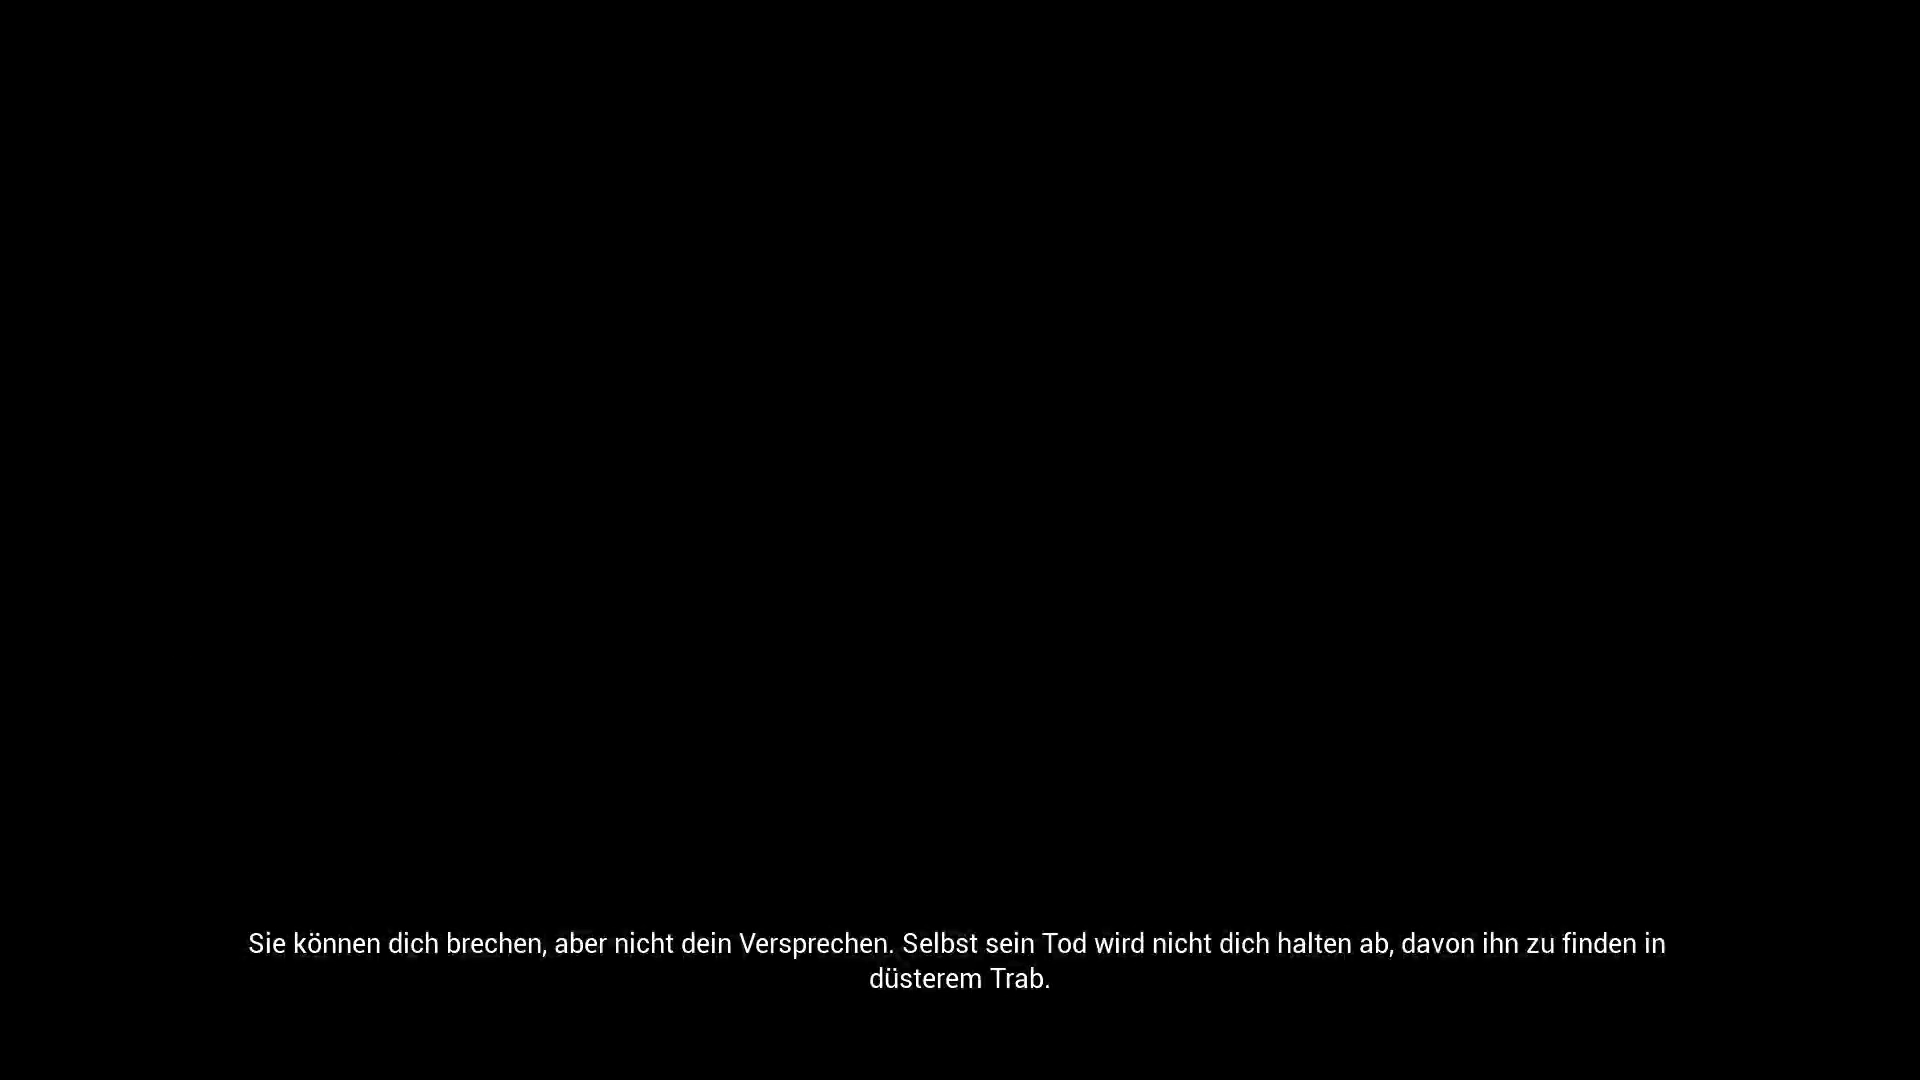 Sie können dich brechen, aber nicht dein Versprechen. Selbst sein Tod wird nicht dich halten ab, davon ihn zu finden in
düsterem Trab.